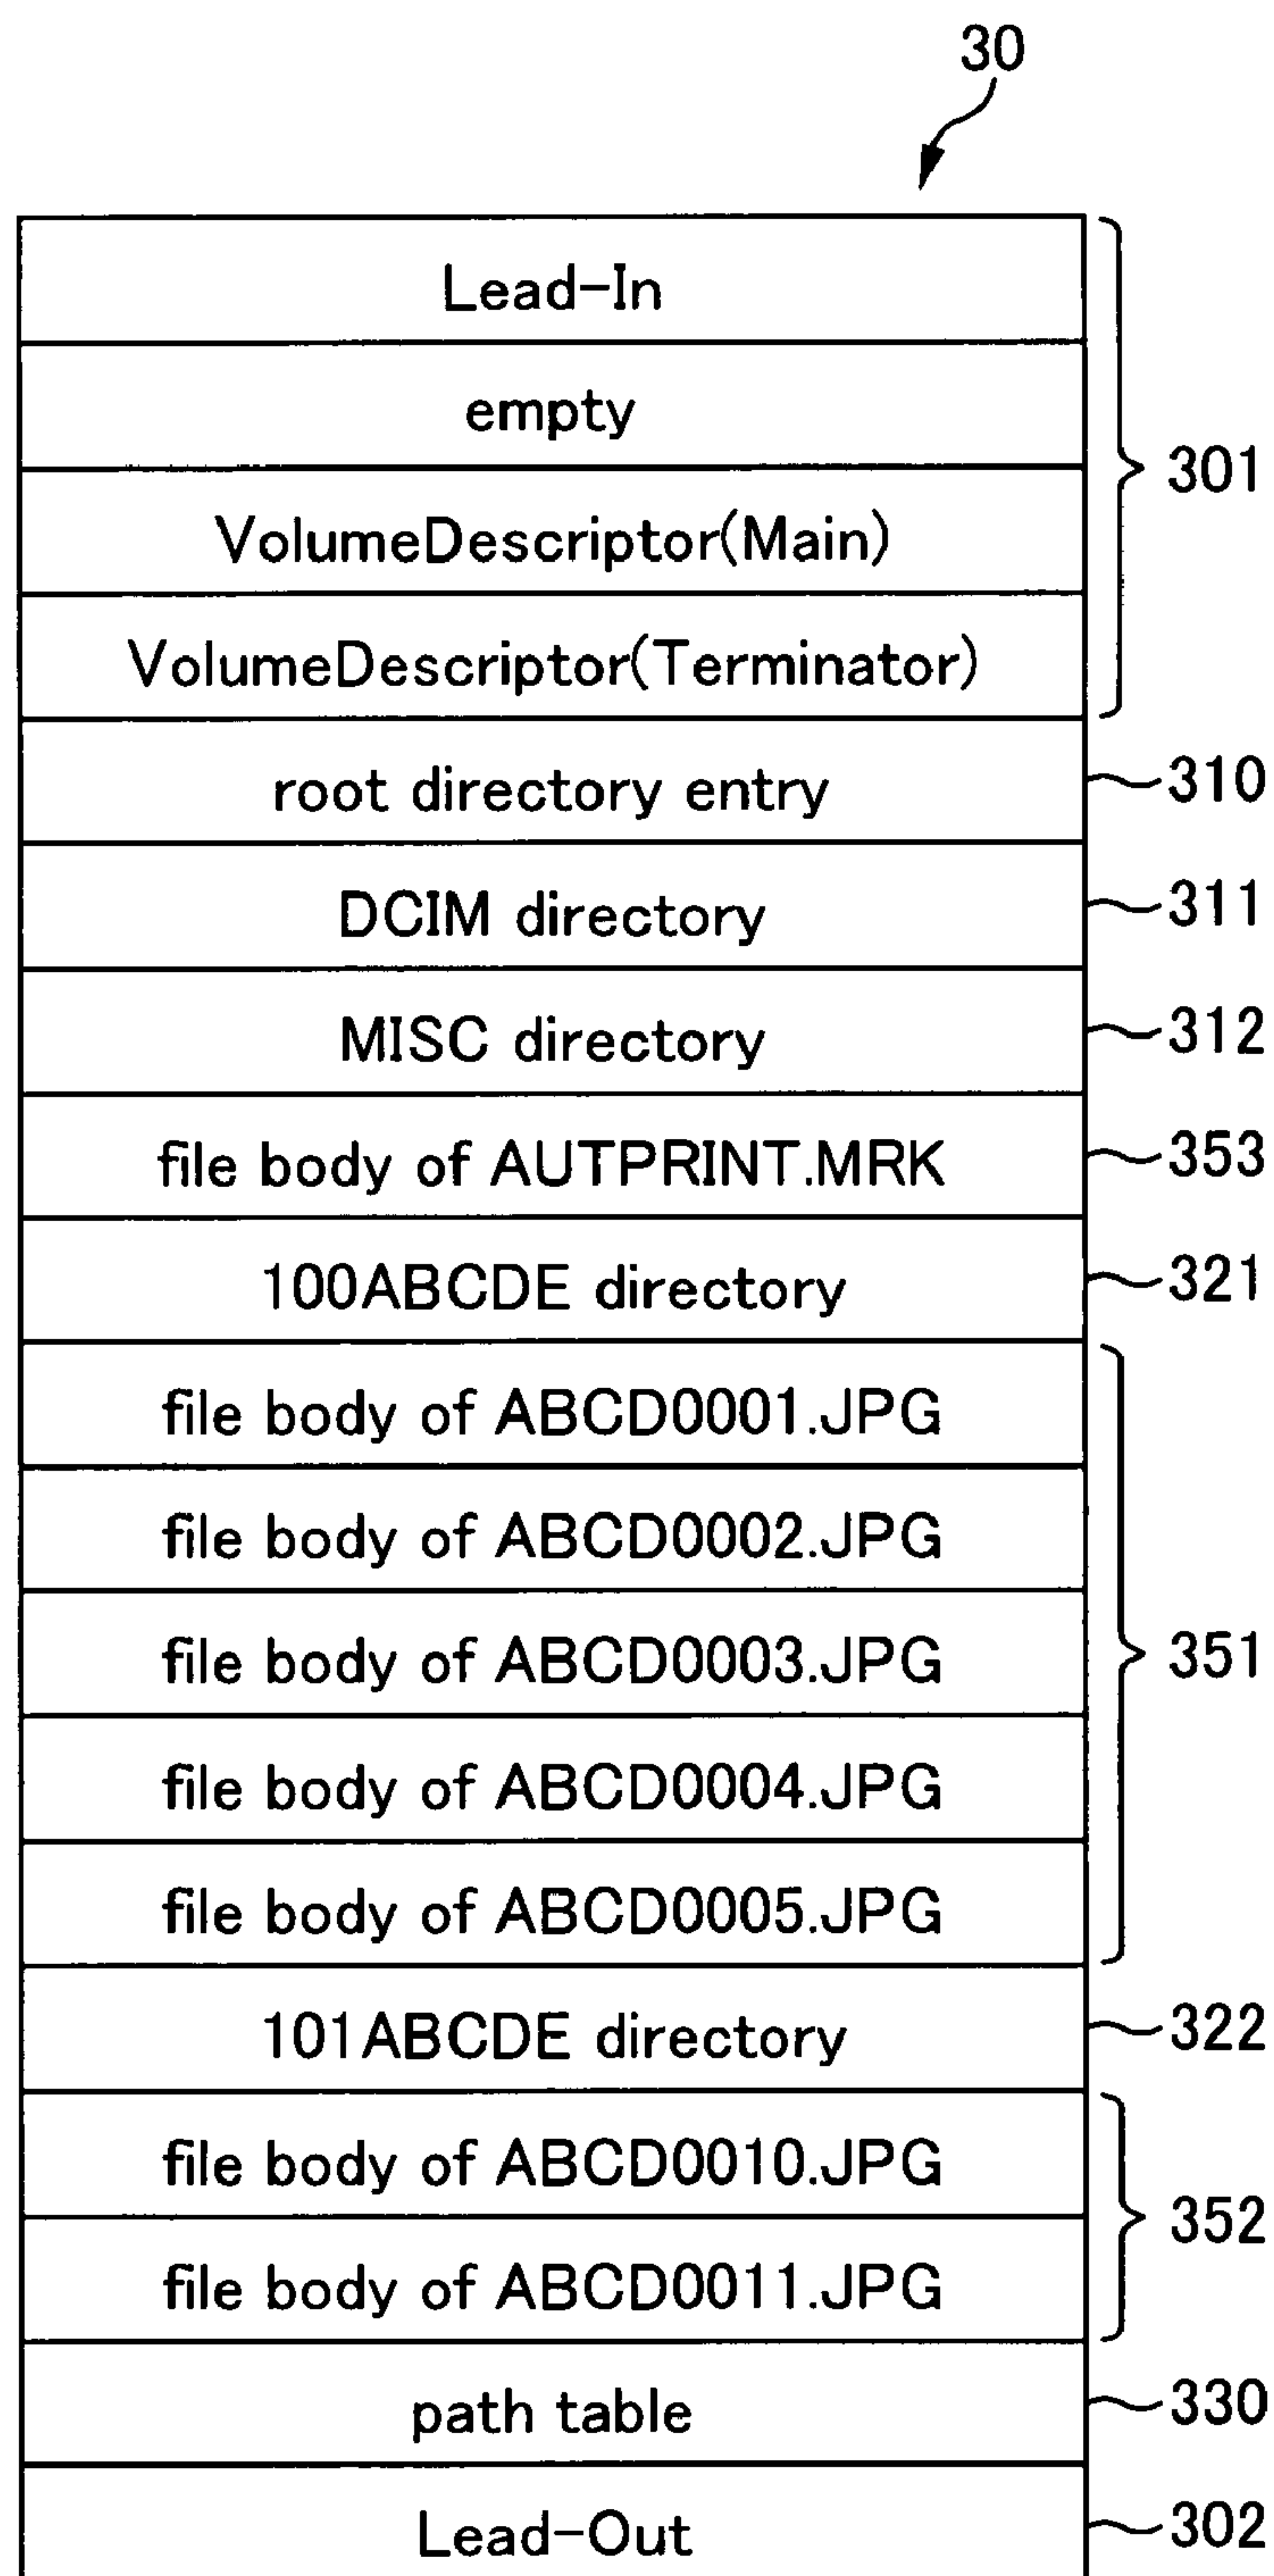 30
Lead-In
empty
301
VolumeDescriptor(Main)
VolumeDescriptor(Terminator)
root directory entry 310
DCIM directory 311
MISC directory 312
file body of AUTPRINT.MRK 353
100ABCDE directory 321
file body of ABCD0001.JPG
file body of ABCD0002.JPG
file body of ABCD0003.JPG 351
file body of ABCD0004.JPG
file body of ABCD0005.JPG
101ABCDE directory 322
file body of ABCD0010.JPG
352
file body of ABCD0011.JPG
path table 330
Lead-Out 302